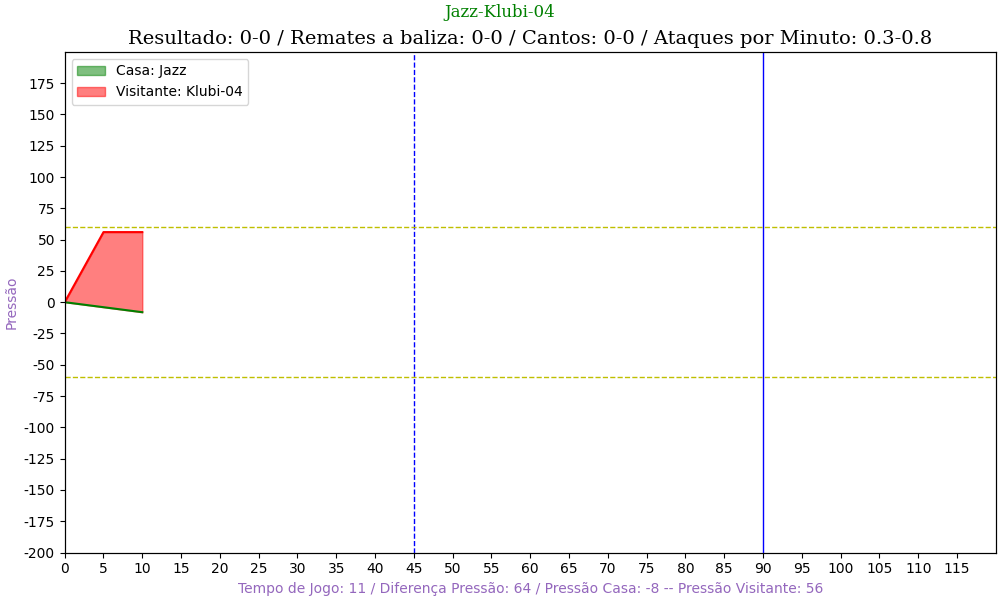 Jazz-Klubi-04
Resultado: 0-0 / Remates a baliza: 0-0 / Cantos: 0-0 / Ataques por Minuto: 0.3-0.8
Casa: Jazz
Visitante: Klubi-04
175
150
125
100
75
50
25
0
-25
-50
-75
-100
-125
-150
-175
-200
Pressão
0 5 10 15 20 25 30 35 40 45 50 55 60 65 70 75 80 85 90 95 100 105 110 115
Tempo de Jogo: 11 / Diferença Pressão: 64 / Pressão Casa: -8 -- Pressão Visitante: 56